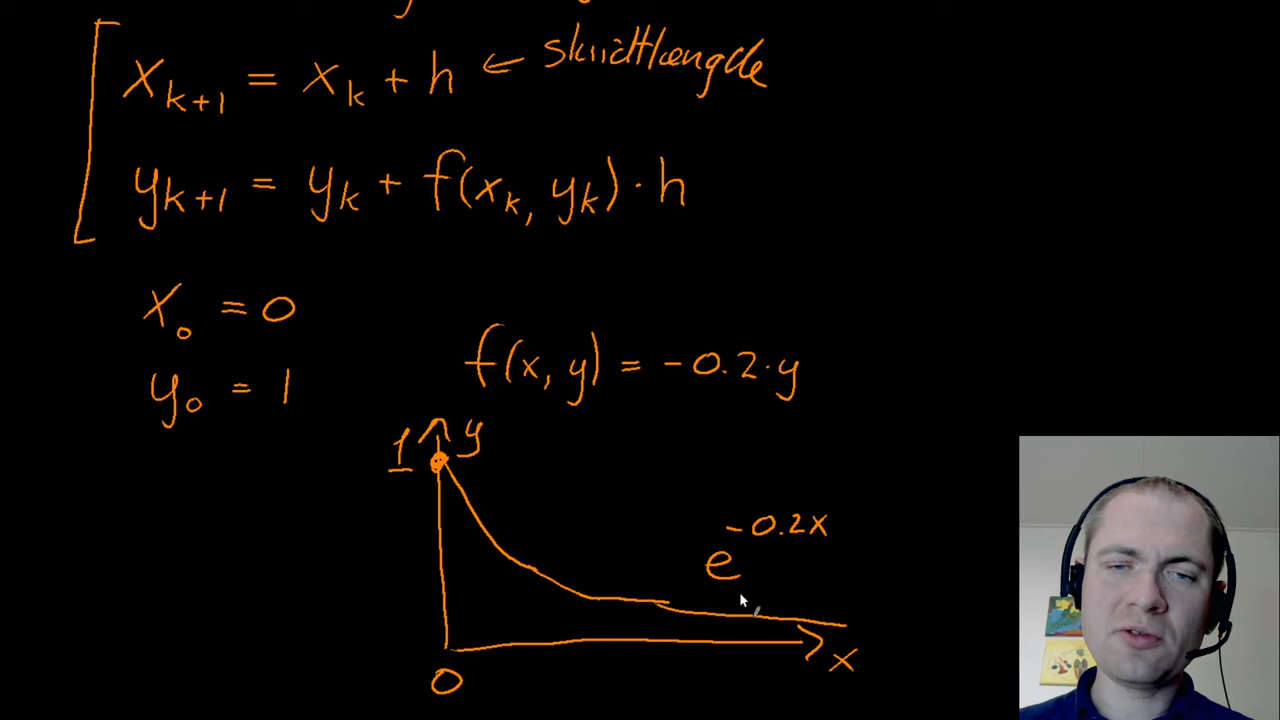 x_{k+1} = x_k + h ← skridtlængde
y_{k+1} = y_k + f(x_k, y_k) · h
x_0 = 0
y_0 = 1
f(x, y) = -0.2 · y
1 y
e^{-0.2x}
x
0